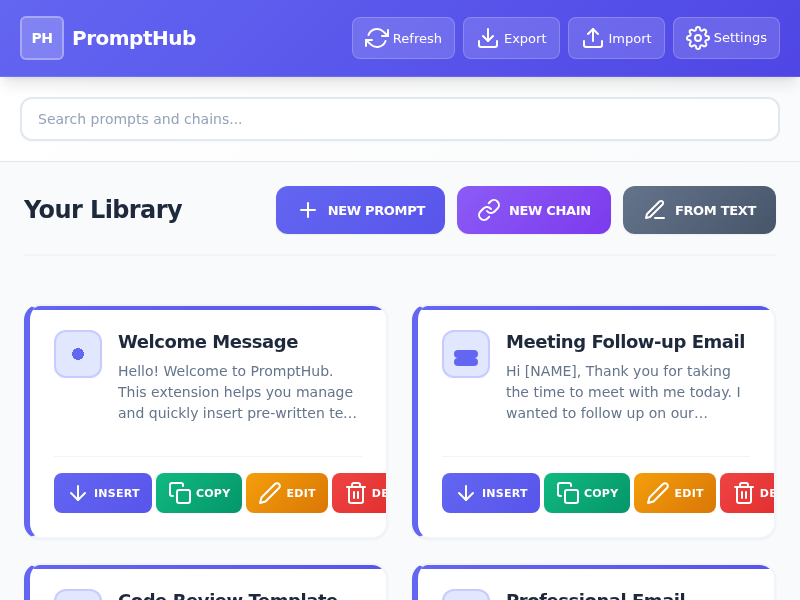 PH PromptHub Refresh Export Import Settings
Search prompts and chains...
Your Library NEW PROMPT NEW CHAIN FROM TEXT
Welcome Message
Hello! Welcome to PromptHub.
This extension helps you manage
and quickly insert pre-written te...
INSERT COPY EDIT DE
Meeting Follow-up Email
Hi [NAME], Thank you for taking
the time to meet with me today. I
wanted to follow up on our...
INSERT COPY EDIT DE
Code Review Template
Professional Email